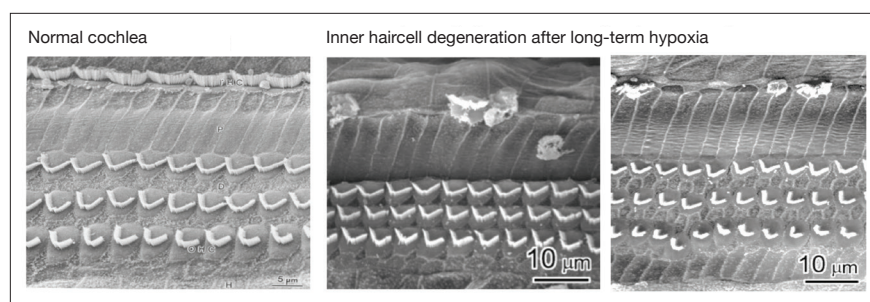 Normal cochlea
Inner haircell degeneration after long-term hypoxia
I H C
P
D
O H C
H
5 µm
10 µm
10 µm